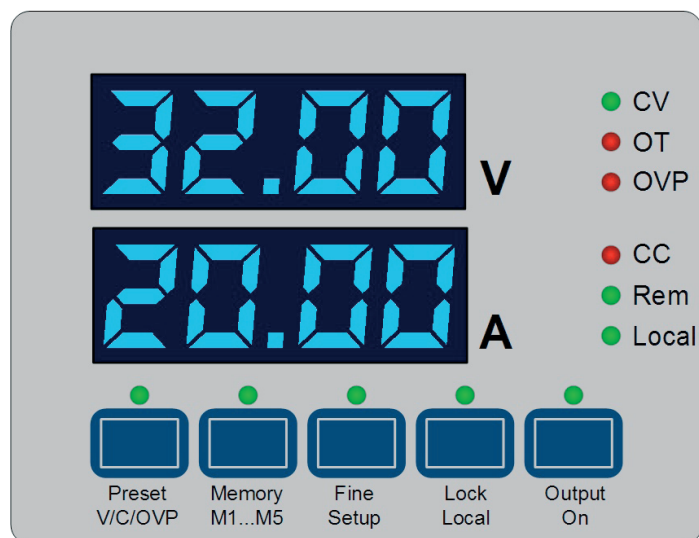 32.00 V
CV
OT
OVP
20.00 A
CC
Rem
Local
Preset
V/C/OVP
Memory
M1...M5
Fine
Setup
Lock
Local
Output
On